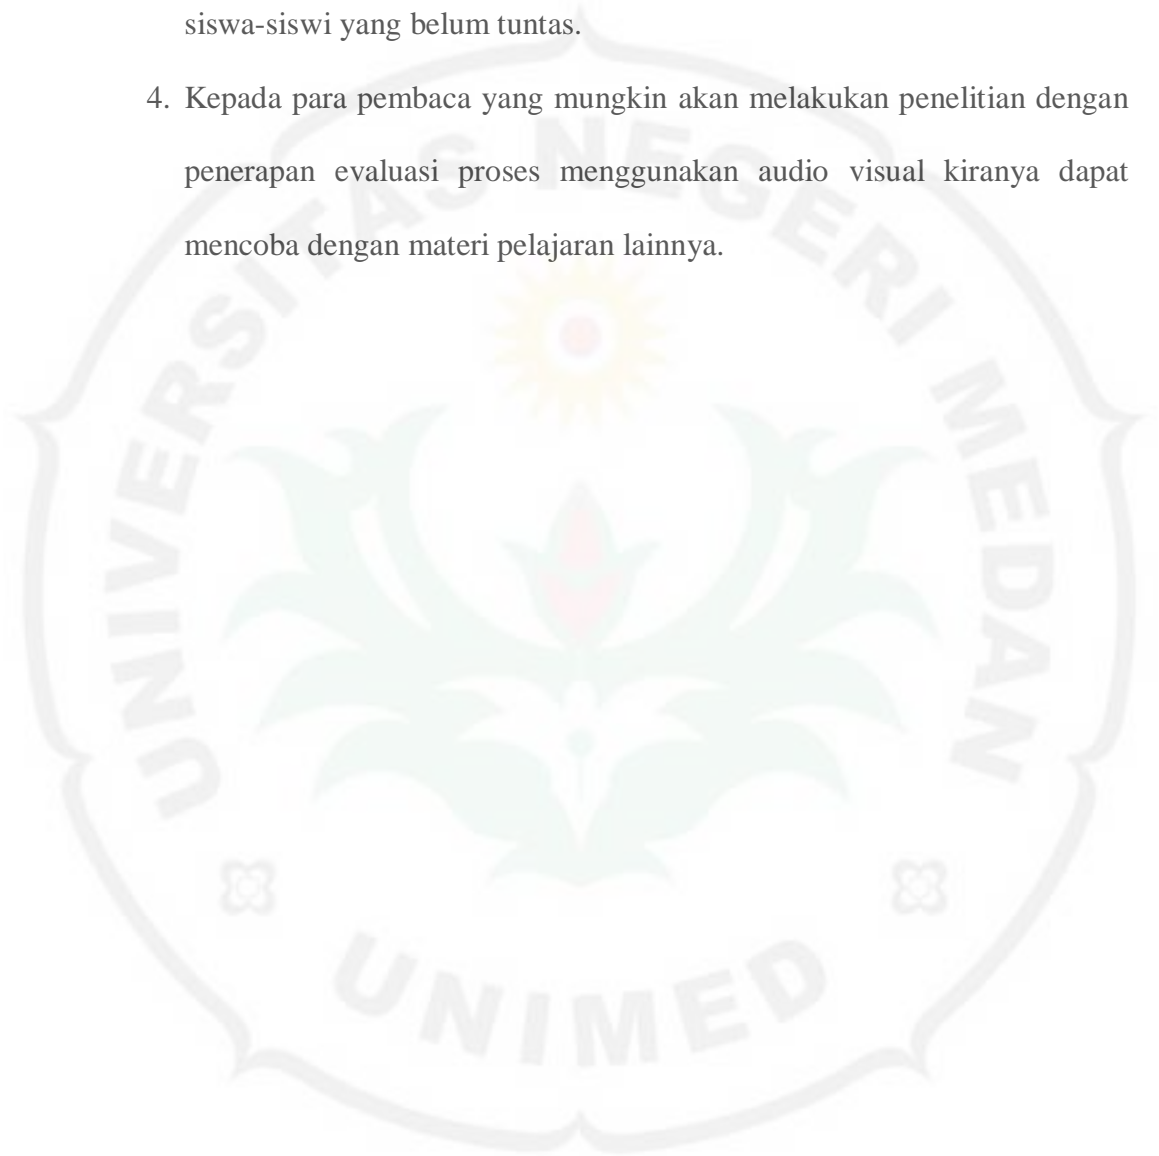 siswa-siswi yang belum tuntas.
4. Kepada para pembaca yang mungkin akan melakukan penelitian dengan
penerapan evaluasi proses menggunakan audio visual kiranya dapat
mencoba dengan materi pelajaran lainnya.
UNIVERSITAS NEGERI MEDAN
UNIMED